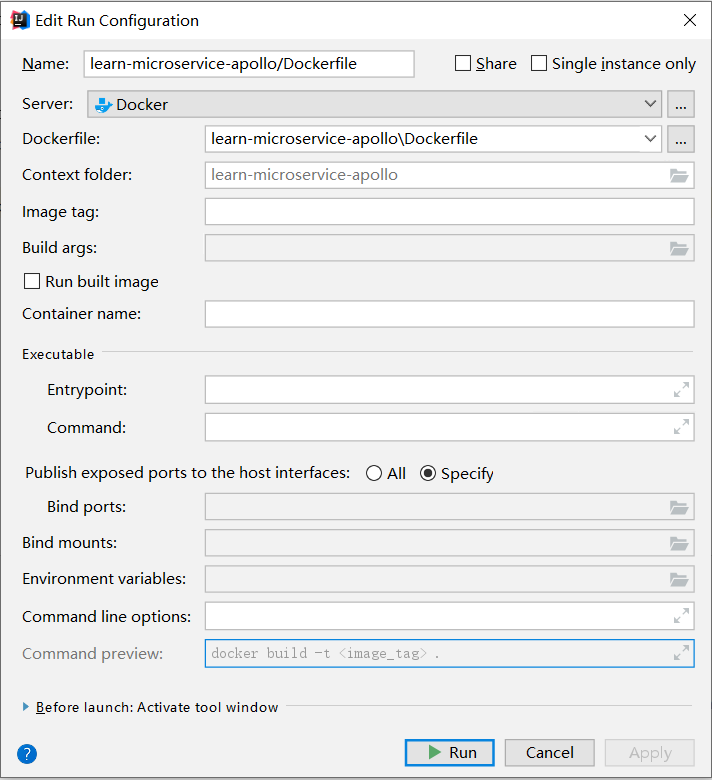 Edit Run Configuration
Name: learn-microservice-apollo/Dockerfile Share Single instance only
Server: Docker ...
Dockerfile: learn-microservice-apollo\Dockerfile ...
Context folder: learn-microservice-apollo
Image tag:
Build args:
Run built image
Container name:
Executable
Entrypoint:
Command:
Publish exposed ports to the host interfaces: All Specify
Bind ports:
Bind mounts:
Environment variables:
Command line options:
Command preview: docker build -t <image_tag> .
Before launch: Activate tool window
? Run Cancel Apply